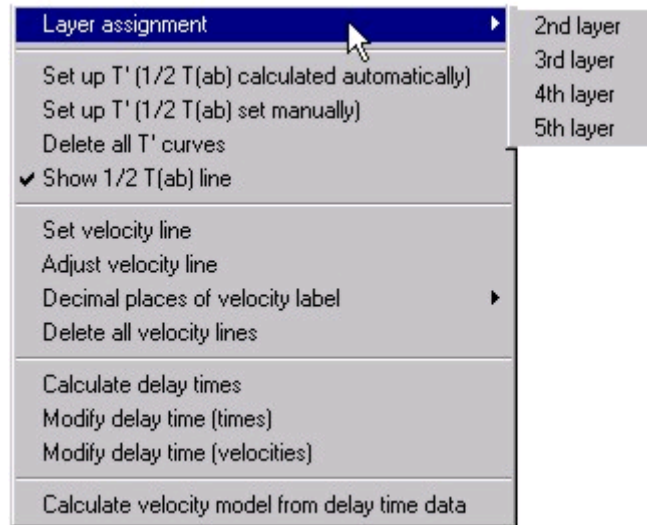 Layer assignment
2nd layer
3rd layer
4th layer
5th layer
Set up T' (1/2 T(ab) calculated automatically)
Set up T' (1/2 T(ab) set manually)
Delete all T' curves
Show 1/2 T(ab) line
Set velocity line
Adjust velocity line
Decimal places of velocity label
Delete all velocity lines
Calculate delay times
Modify delay time (times)
Modify delay time (velocities)
Calculate velocity model from delay time data